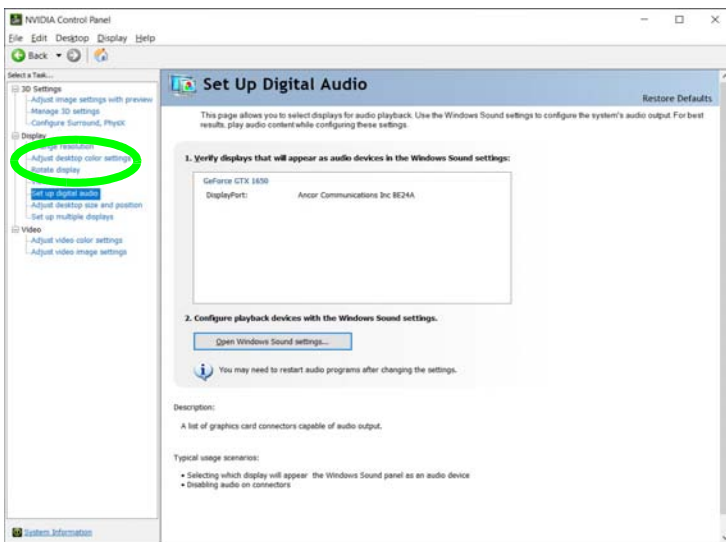 NVIDIA Control Panel
File Edit Desktop Display Help
Back
Select a Task...
3D Settings
Adjust image settings with preview
Manage 3D settings
Configure Surround, PhysX
Display
Change resolution
Adjust desktop color settings
Rotate display
Set up digital audio
Adjust desktop size and position
Set up multiple displays
Video
Adjust video color settings
Adjust video image settings
System Information
Set Up Digital Audio
Restore Defaults
This page allows you to select displays for audio playback. Use the Windows Sound settings to configure the system's audio output. For best
results, play audio content while configuring these settings.
1. Verify displays that will appear as audio devices in the Windows Sound settings:
GeForce GTX 1650
DisplayPort: Ancor Communications Inc BE24A
2. Configure playback devices with the Windows Sound settings.
Open Windows Sound settings...
You may need to restart audio programs after changing the settings.
Description:
A list of graphics card connectors capable of audio output.
Typical usage scenarios:
• Selecting which display will appear the Windows Sound panel as an audio device
• Disabling audio on connectors